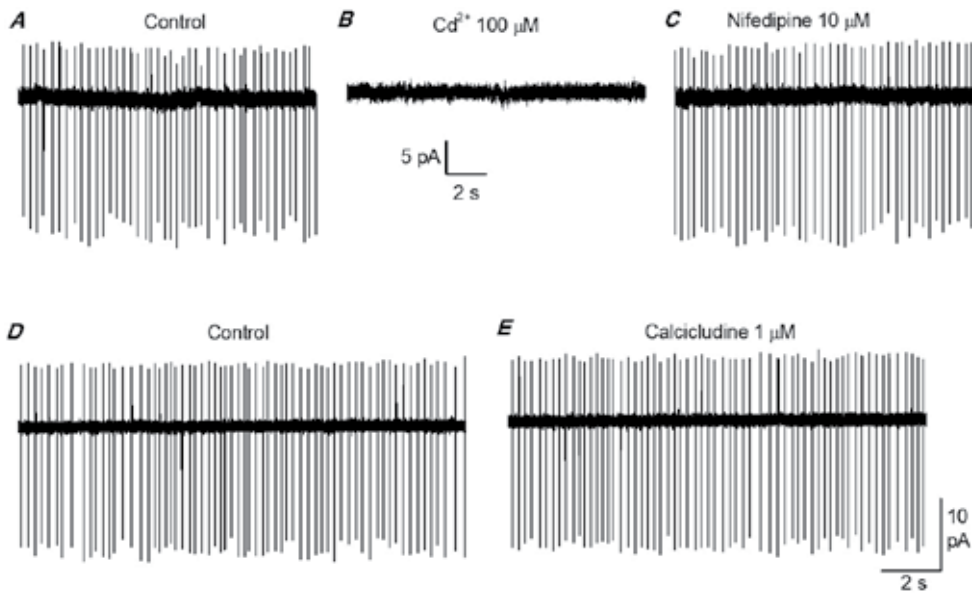 A Control
B Cd²⁺ 100 µM
C Nifedipine 10 µM
5 pA
2 s
D Control
E Calcicludine 1 µM
10
pA
2 s